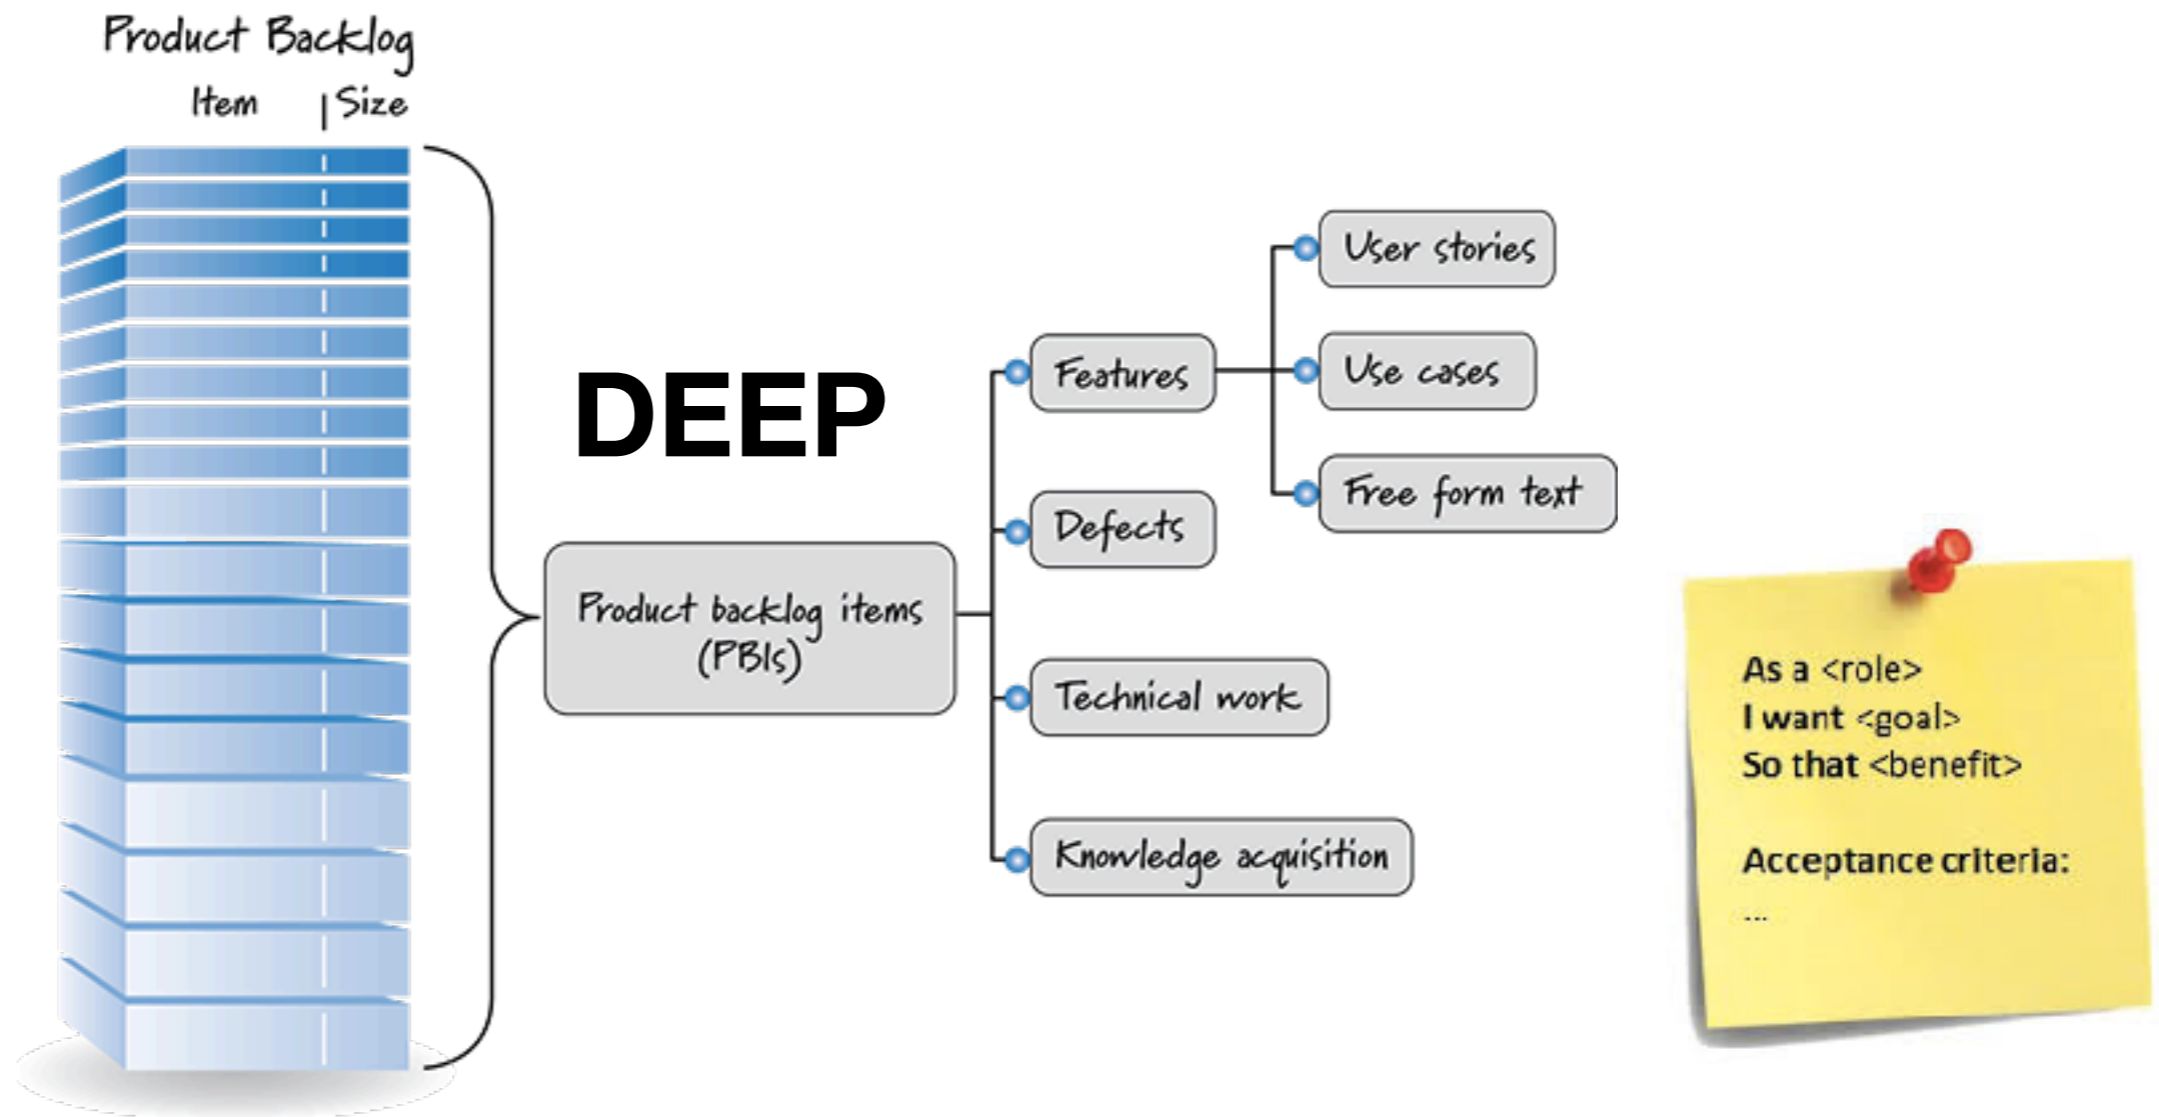 Product Backlog
Item | Size
DEEP
Product backlog items
(PBIs)
Features
Defects
Technical work
Knowledge acquisition
User stories
Use cases
Free form text
As a <role>
I want <goal>
So that <benefit>
Acceptance criteria:
...